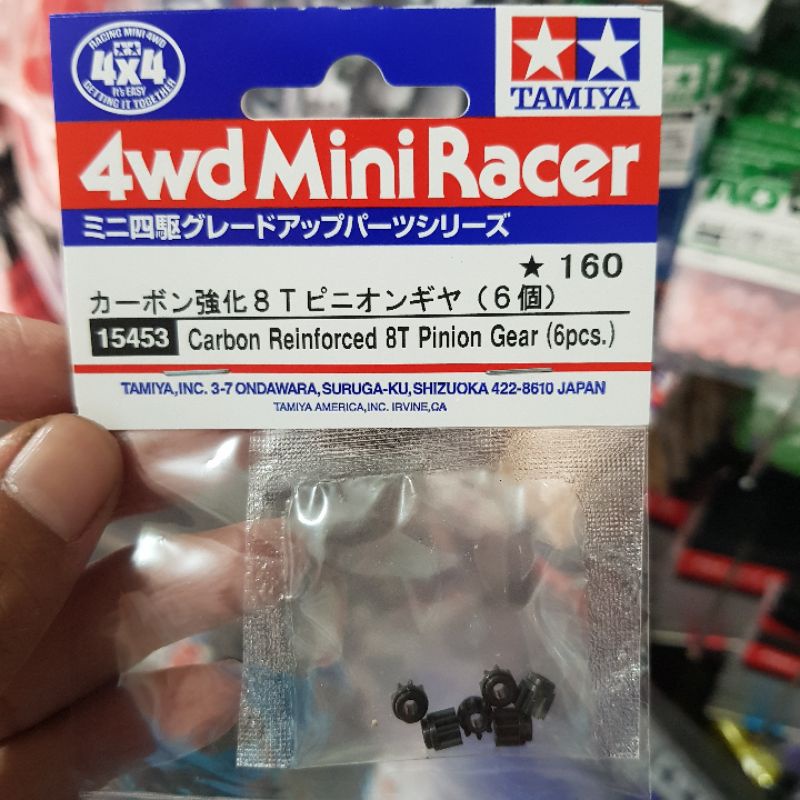 RACING MINI 4WD
4x4
It's EASY
GETTING IT TOGETHER
TAMIYA
4wd Mini Racer
ミニ四駆グレードアップパーツシリーズ
★ 160
カーボン強化8Tピニオンギヤ(6個)
15453 Carbon Reinforced 8T Pinion Gear (6pcs.)
TAMIYA,INC. 3-7 ONDAWARA,SURUGA-KU,SHIZUOKA 422-8610 JAPAN
TAMIYA AMERICA,INC. IRVINE,CA